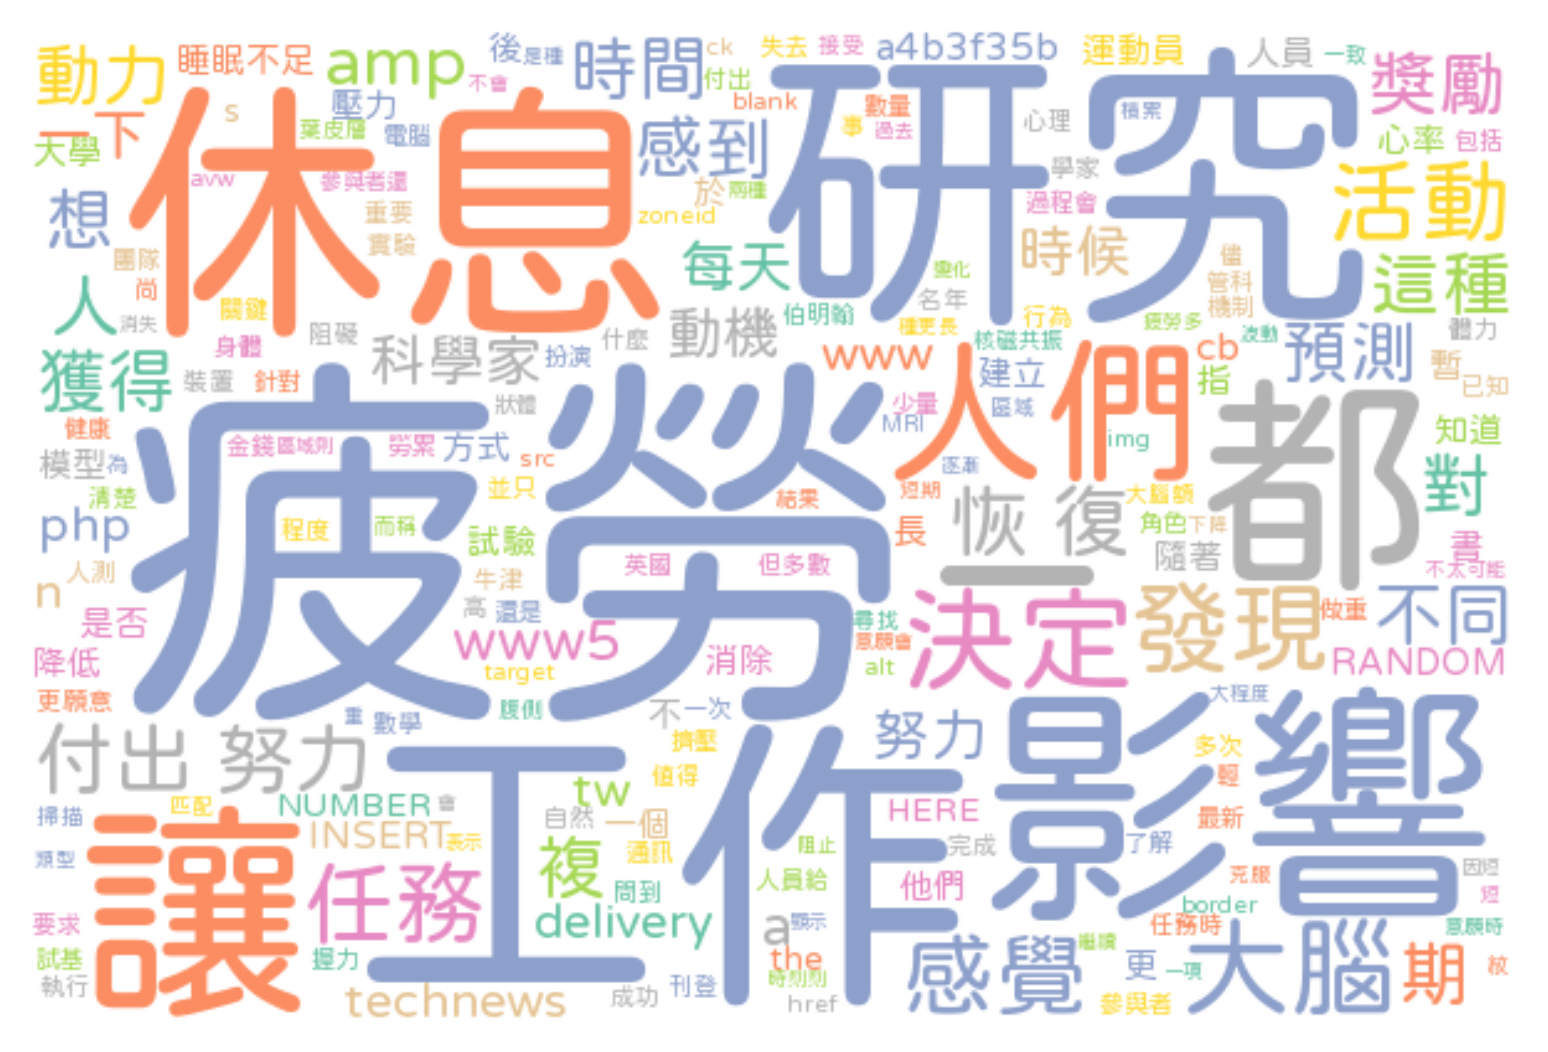 動力 睡眠不足 amp 後 是種 時間 ck 失去 接受 a4b3f35b 運動員 人員 一致 獎勵
不會 付出
一下 s 壓力 blank 數量 積累 心理
大學 葉皮層 電腦 感到 事 過去 研究 心率 包括
avw 參與者還 休息 於 兩種 學家 活動
想 重要 zoneid 過程會
實驗 每天 時候 儘
團隊 變化 管科 這種
人 尚 關鍵 名年 機制
消失 阻礙 什麼 動機 伯明翰 種更長 行為 疲勞多 體力
身體 科學家 扮演 www 核磁共振 波動 預測
獲得 裝置 針對 建立 cb 指 暫 已知
狀體 少量 區域 人們 都
健康 金錢 區域則 勞累 方式 MRI img 知道
模型 為 src 逐漸 對
清楚 疲勞 並只 結果 短期 大腦額
php 程度 而稱 試驗 長 恢復 角色 下降 書
人測 英國 但多數 隨著 不太可能
n 牛津 一
是否 高 還是 尋找 決定 發現 做重 不同
降低 www5 消除 意願會 RANDOM
更願意 target alt
腹側 不 一次 大程度
付出 努力 重 數學 擠壓 努力 影響 多次
值得 輕
掃描 匹配 NUMBER 會 tw HERE 最新
讓 INSERT 表示 自然 一個 工作 了解
類型 複 通訊 阻止 完成 因短
任務 問到 人員給 他們 克服 短
要求 delivery a 顯示 border
任務時 意願時
試基 握力 the 感覺 繼續 更 一項 大腦 期 紋
執行 technews 成功 刊登 時刻刻 href 參與者